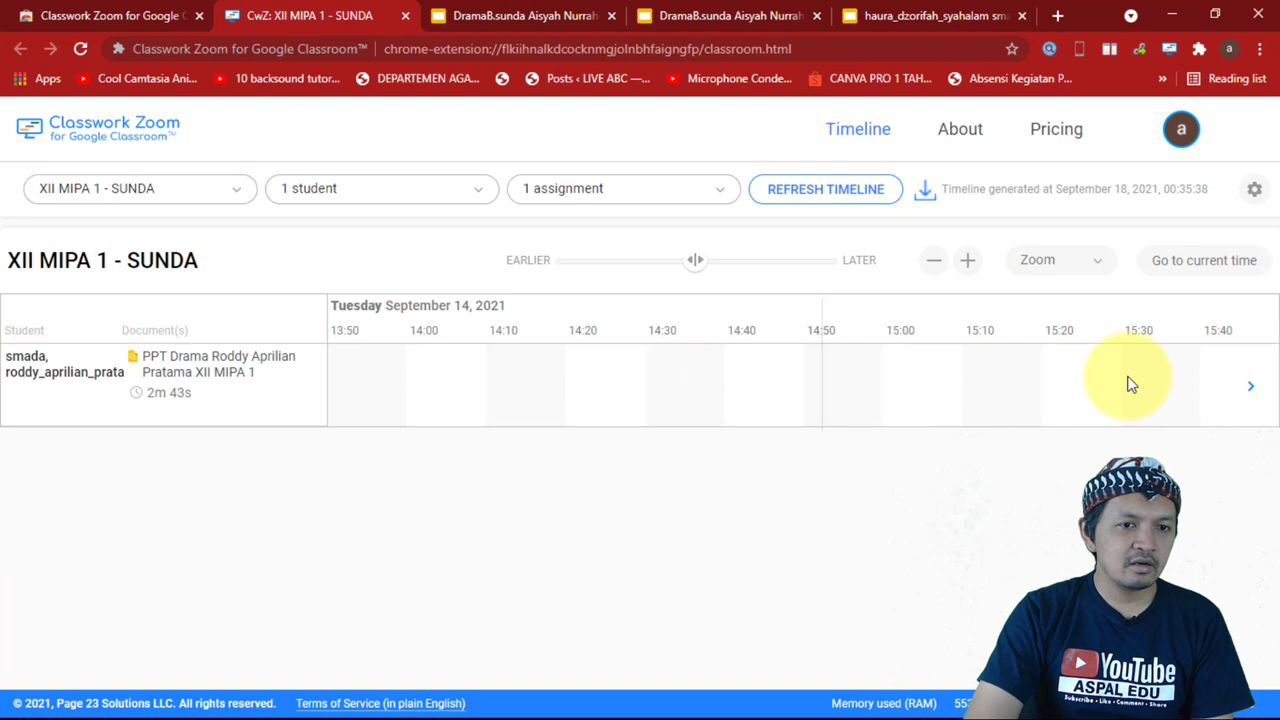 Classwork Zoom for Google C
CwZ: XII MIPA 1 - SUNDA
DramaB.sunda Aisyah Nurrah
DramaB.sunda Aisyah Nurrah
haura_dzorifah_syahalam sma
Classwork Zoom for Google Classroom™
chrome-extension://flkiihnalkdcocknmgjolnbhfaigngfp/classroom.html
a
Apps
Cool Camtasia Ani...
10 backsound tutor...
DEPARTEMEN AGA...
Posts ‹ LIVE ABC —...
Microphone Conde...
CANVA PRO 1 TAH...
Absensi Kegiatan P...
»
Reading list
Classwork Zoom
for Google Classroom™
Timeline
About
Pricing
a
XII MIPA 1 - SUNDA
1 student
1 assignment
REFRESH TIMELINE
Timeline generated at September 18, 2021, 00:35:38
XII MIPA 1 - SUNDA
EARLIER
LATER
Zoom
Go to current time
Tuesday September 14, 2021
Student
Document(s)
13:50 14:00 14:10 14:20 14:30 14:40 14:50 15:00 15:10 15:20 15:30 15:40
smada,
roddy_aprilian_prata
PPT Drama Roddy Aprilian
Pratama XII MIPA 1
2m 43s
YouTube
ASPAL EDU
Subscribe • Like • Comment • Share
© 2021, Page 23 Solutions LLC. All rights reserved.
Terms of Service (in plain English)
Memory used (RAM)